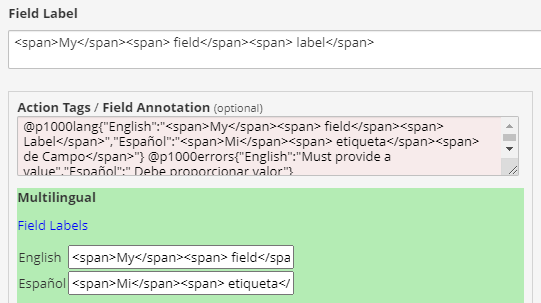 Field Label
<span>My</span><span> field</span><span> label</span>
Action Tags / Field Annotation (optional)
@p1000lang{"English":"<span>My</span><span> field</span><span>
Label</span>","Español":"<span>Mi</span><span> etiqueta</span><span>
de Campo</span>"} @p1000errors{"English":"Must provide a
value","Español":" Debe proporcionar valor"}
Multilingual
Field Labels
English <span>My</span><span> field</spa
Español <span>Mi</span><span> etiqueta</